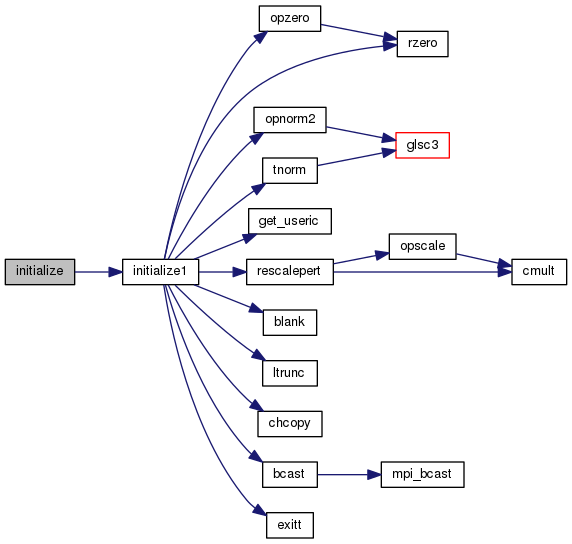 opzero
rzero
opnorm2
glsc3
tnorm
get_useric
opscale
initialize
initialize1
rescalepert
cmult
blank
ltrunc
chcopy
bcast
mpi_bcast
exitt